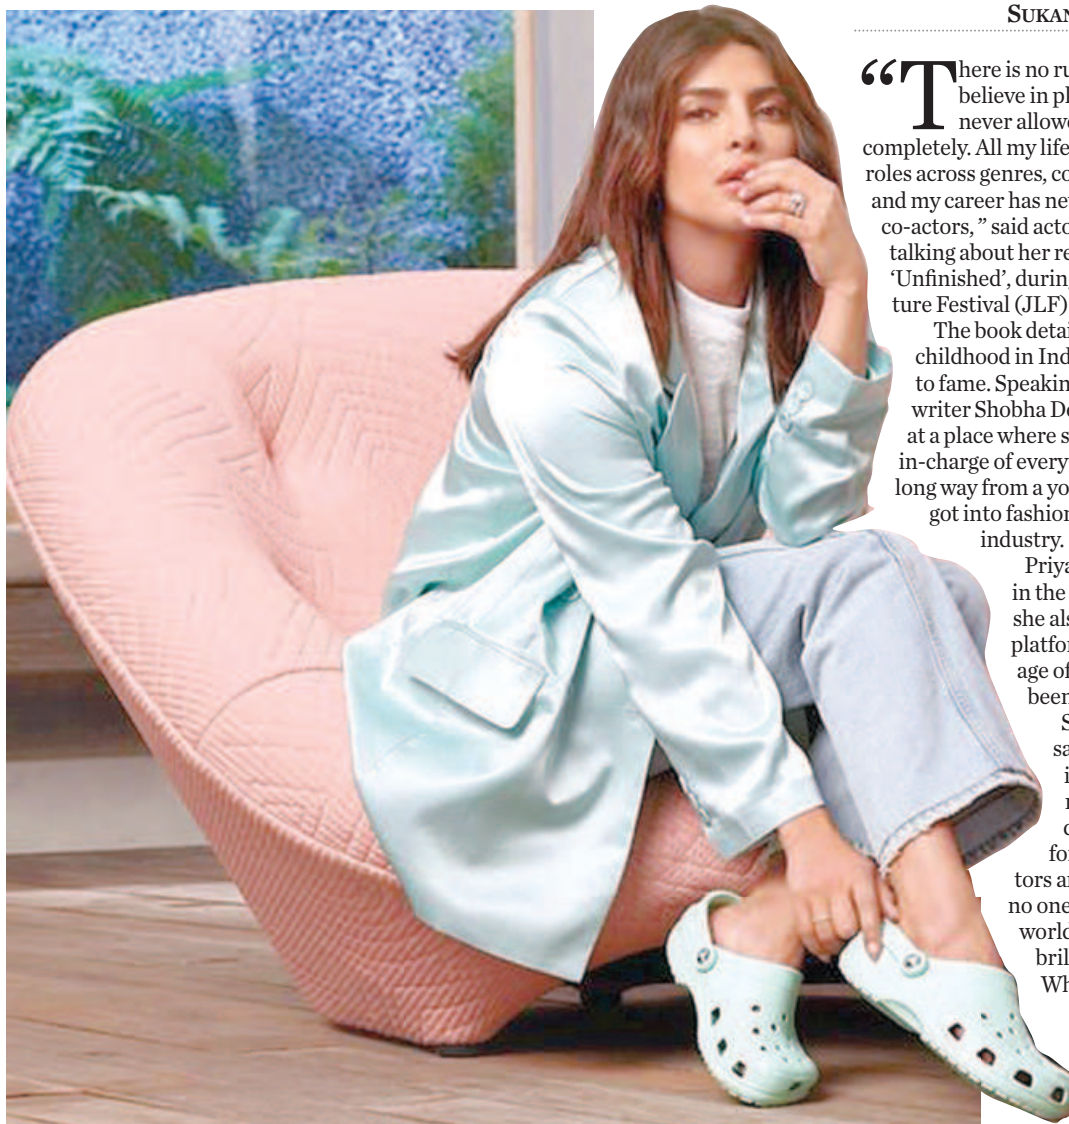 SUKAN
“There is no ru
believe in pl
never allowe
completely. All my life
roles across genres, co
and my career has nev
co-actors, ” said acto
talking about her re
‘Unfinished’, during
ture Festival (JLF)
The book detai
childhood in Ind
to fame. Speakin
writer Shobha De
at a place where s
in-charge of every
long way from a yo
got into fashion
industry.
Priya
in the
she als
platfor
age of
been
S
sa
i
r
c
for
tors a
no one
world
bril
Wh